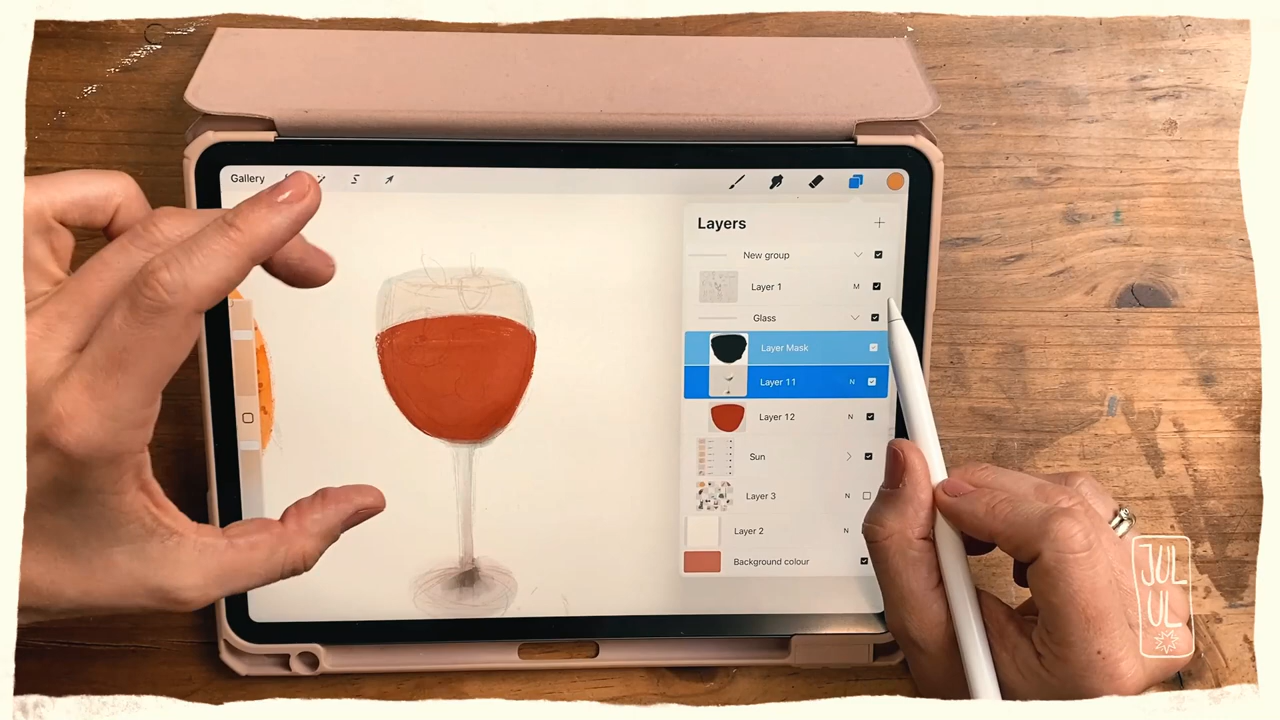 Gallery
Layers
New group
Layer 1 M
Glass
Layer Mask
Layer 11 N
Layer 12 N
Sun
Layer 3 N
Layer 2 N
Background colour
JUL
UL